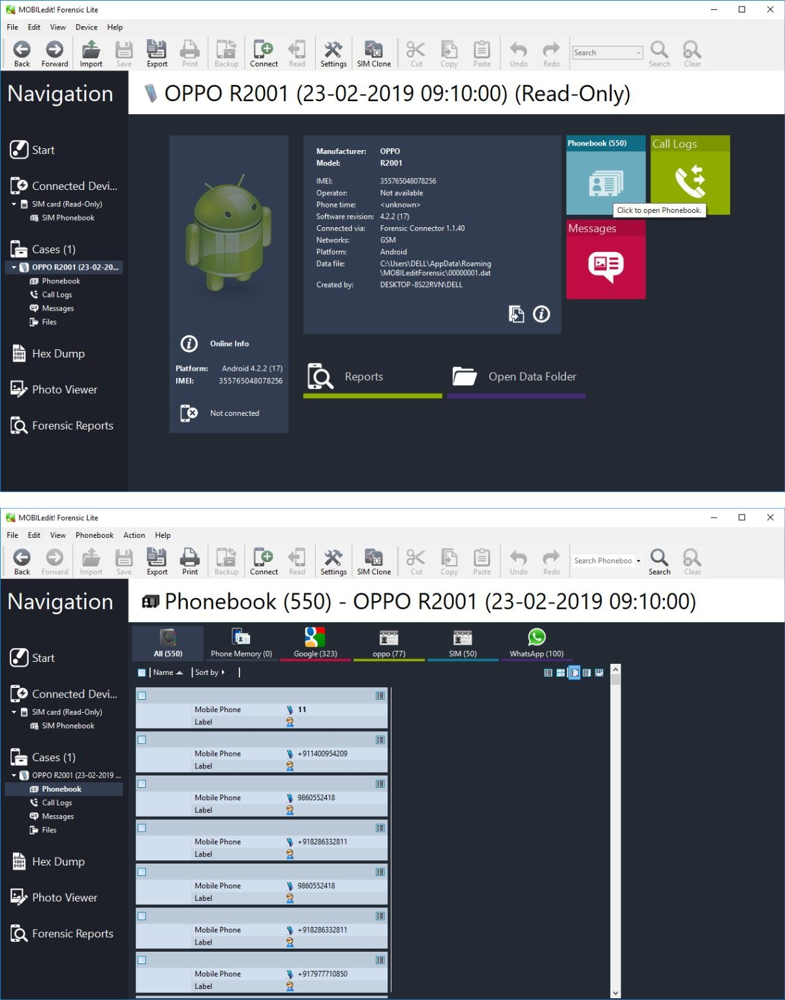 MOBILedit! Forensic Lite
File Edit View Device Help
Back Forward Import Save Export Print Backup Connect Read Settings SIM Clone Cut Copy Paste Undo Redo Search Search Clear
Navigation
OPPO R2001 (23-02-2019 09:10:00) (Read-Only)
Start
Connected Devi...
SIM card (Read-Only)
SIM Phonebook
Cases (1)
OPPO R2001 (23-02-20...
Phonebook
Call Logs
Messages
Files
Hex Dump
Photo Viewer
Forensic Reports
Online Info
Platform: Android 4.2.2 (17)
IMEI: 355765048078256
Not connected
Manufacturer: OPPO
Model: R2001
IMEI: 355765048078256
Operator: Not available
Phone time: <unknown>
Software revision: 4.2.2 (17)
Connected via: Forensic Connector 1.1.40
Networks: GSM
Platform: Android
Data file: C:\Users\DELL\AppData\Roaming
\MOBILeditForensic\00000001.dat
Created by: DESKTOP-8S22RVN\DELL
Reports
Open Data Folder
Phonebook (550)
Call Logs
Click to open Phonebook.
Messages
MOBILedit! Forensic Lite
File Edit View Phonebook Action Help
Back Forward Import Save Export Print Backup Connect Read Settings SIM Clone Cut Copy Paste Undo Redo Search Phoneboo Search Clear
Navigation
Phonebook (550) - OPPO R2001 (23-02-2019 09:10:00)
Start
Connected Devi...
SIM card (Read-Only)
SIM Phonebook
Cases (1)
OPPO R2001 (23-02-2019 ...
Phonebook
Call Logs
Messages
Files
Hex Dump
Photo Viewer
Forensic Reports
All (550) Phone Memory (0) Google (323) oppo (77) SIM (50) WhatsApp (100)
Name Sort by
Mobile Phone 11
Label
Mobile Phone +911400954209
Label
Mobile Phone 9860552418
Label
Mobile Phone +918286332811
Label
Mobile Phone 9860552418
Label
Mobile Phone +918286332811
Label
Mobile Phone +917977710850
Label